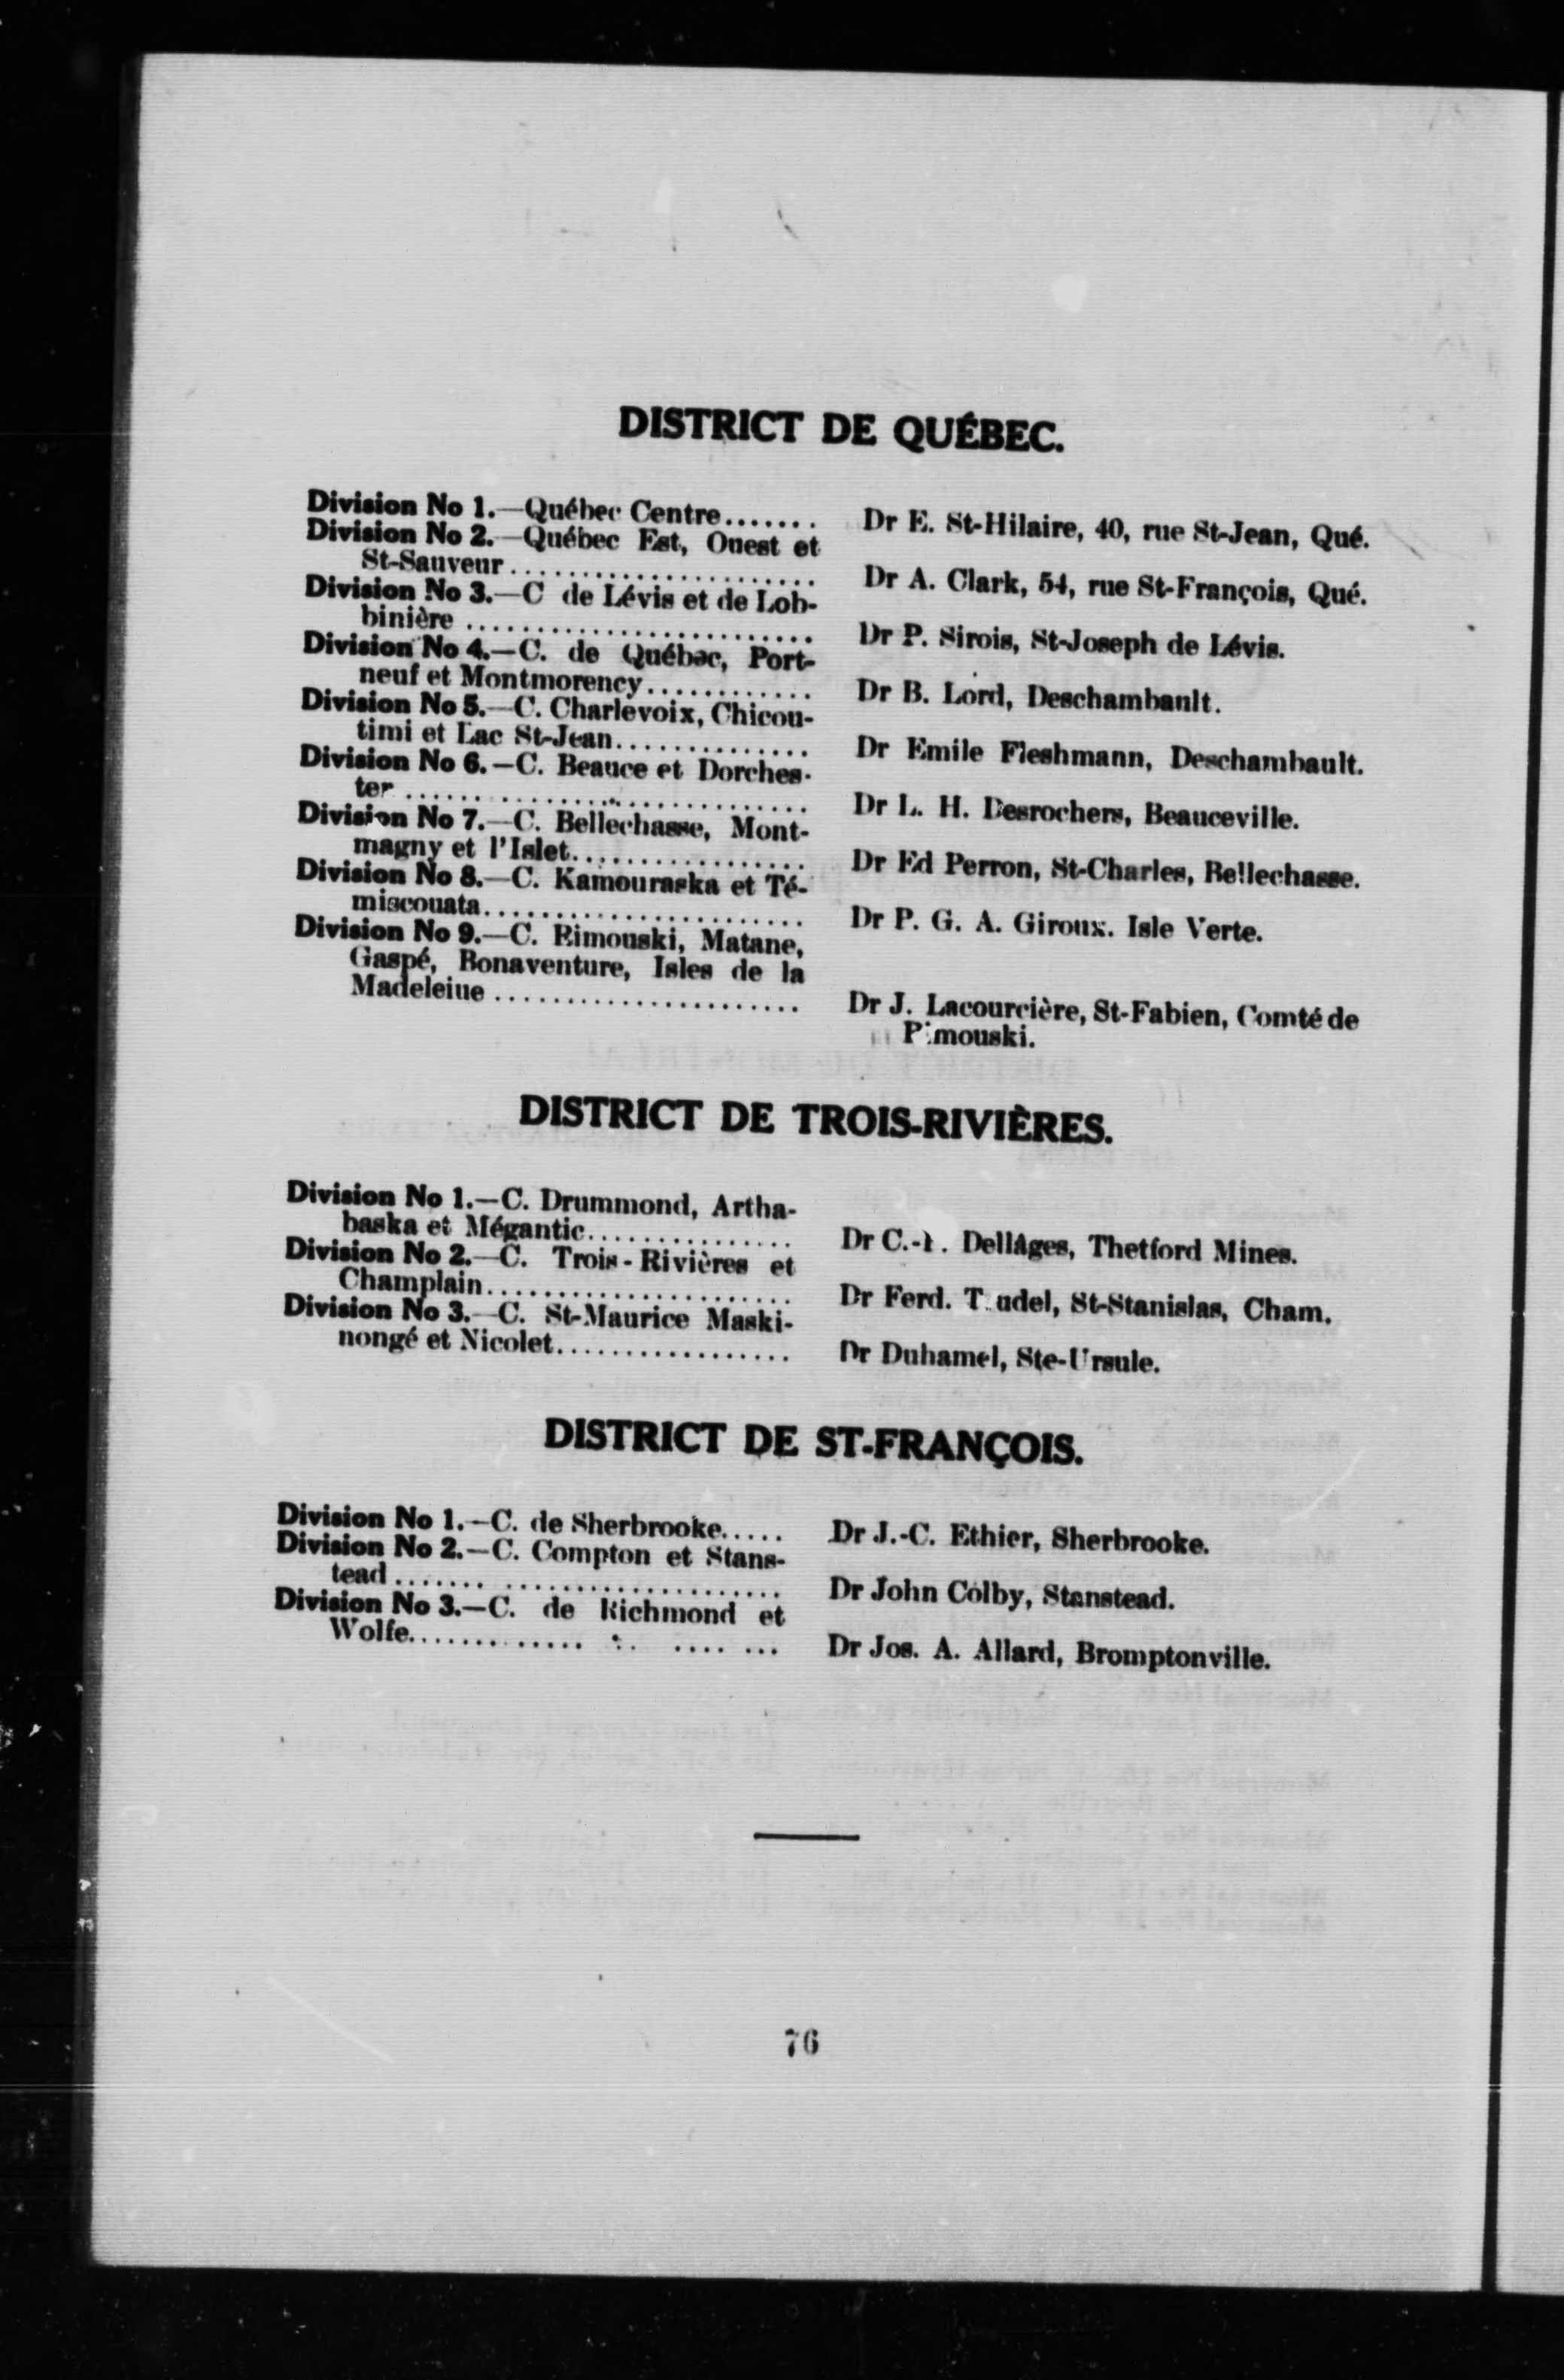 DISTRICT DE QUÉBEC.
Division No 1.—Québec Centre....... Dr E. St-Hilaire, 40, rue St-Jean, Qué.
Division No 2.—Québec Est, Ouest et
St-Sauveur...................... Dr A. Clark, 54, rue St-François, Qué.
Division No 3.—C de Lévis et de Lob-
binière ......................... Dr P. Sirois, St-Joseph de Lévis.
Division No 4.—C. de Québec, Port-
neuf et Montmorency............ Dr B. Lord, Deschambault.
Division No 5.—C. Charlevoix, Chicou-
timi et Lac St-Jean.............. Dr Emile Fleshmann, Deschambault.
Division No 6.—C. Beauce et Dorches-
ter ............................. Dr L. H. Desrochers, Beauceville.
Division No 7.—C. Bellechasse, Mont-
magny et l'Islet................. Dr Ed Perron, St-Charles, Bellechasse.
Division No 8.—C. Kamouraska et Té-
miscouata....................... Dr P. G. A. Giroux. Isle Verte.
Division No 9.—C. Rimouski, Matane,
Gaspé, Bonaventure, Isles de la
Madeleine ...................... Dr J. Lacourcière, St-Fabien, Comté de
Rimouski.
DISTRICT DE TROIS-RIVIÈRES.
Division No 1.—C. Drummond, Artha-
baska et Mégantic............... Dr C.- Dellâges, Thetford Mines.
Division No 2.—C. Trois-Rivières et
Champlain...................... Dr Ferd. T udel, St-Stanislas, Cham.
Division No 3.—C. St-Maurice Maski-
nongé et Nicolet................. Dr Duhamel, Ste-Ursule.
DISTRICT DE ST-FRANÇOIS.
Division No 1.—C. de Sherbrooke..... Dr J.-C. Ethier, Sherbrooke.
Division No 2.—C. Compton et Stans-
tead ........................... Dr John Colby, Stanstead.
Division No 3.—C. de Richmond et
Wolfe............. .. .... ... Dr Jos. A. Allard, Bromptonville.
76